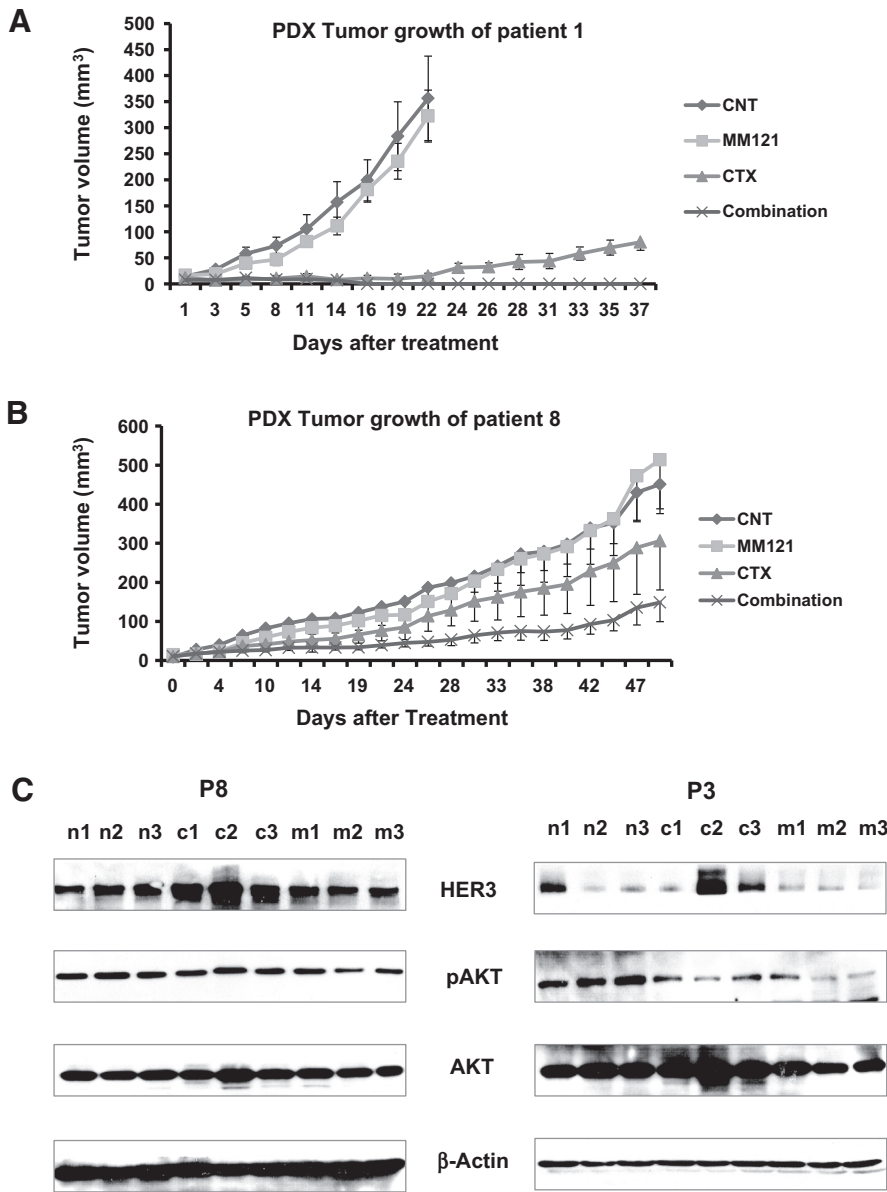 A
PDX Tumor growth of patient 1
Tumor volume (mm³)
500
450
400
350
300
250
200
150
100
50
0
1 3 5 8 11 14 16 19 22 24 26 28 31 33 35 37
Days after treatment
CNT
MM121
CTX
Combination
B
PDX Tumor growth of patient 8
Tumor volume (mm³)
600
500
400
300
200
100
0
0 4 10 14 19 24 28 33 38 42 47
Days after Treatment
CNT
MM121
CTX
Combination
C
P8
P3
n1 n2 n3 c1 c2 c3 m1 m2 m3
n1 n2 n3 c1 c2 c3 m1 m2 m3
HER3
pAKT
AKT
β-Actin